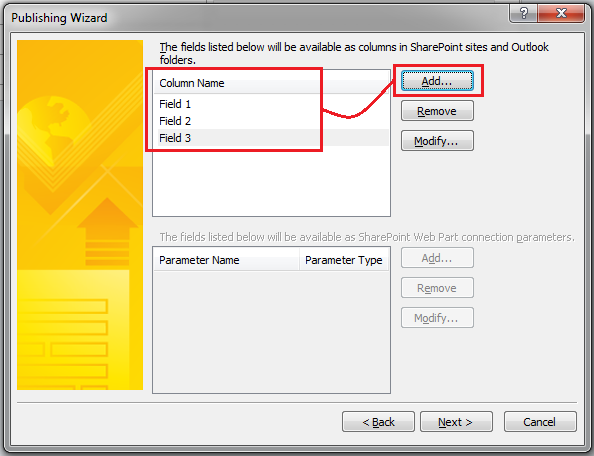 Publishing Wizard
The fields listed below will be available as columns in SharePoint sites and Outlook
folders.
Column Name
Field 1
Field 2
Field 3
Add...
Remove
Modify...
The fields listed below will be available as SharePoint Web Part connection parameters.
Parameter Name Parameter Type
Add...
Remove
Modify...
< Back Next > Cancel